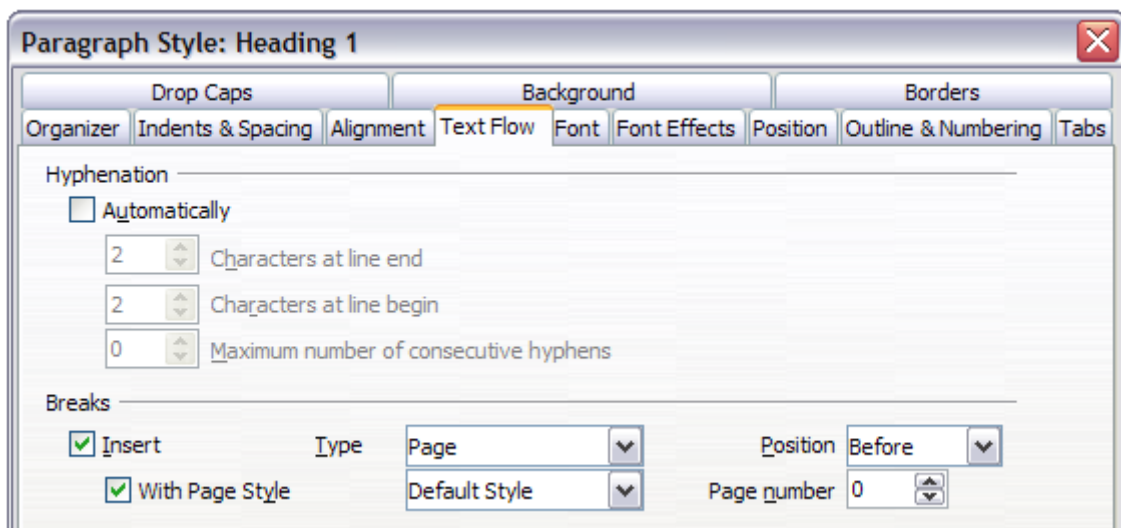 Paragraph Style: Heading 1
Drop Caps Background Borders
Organizer Indents & Spacing Alignment Text Flow Font Font Effects Position Outline & Numbering Tabs
Hyphenation
Automatically
2 Characters at line end
2 Characters at line begin
0 Maximum number of consecutive hyphens
Breaks
Insert Type Page Position Before
With Page Style Default Style Page number 0